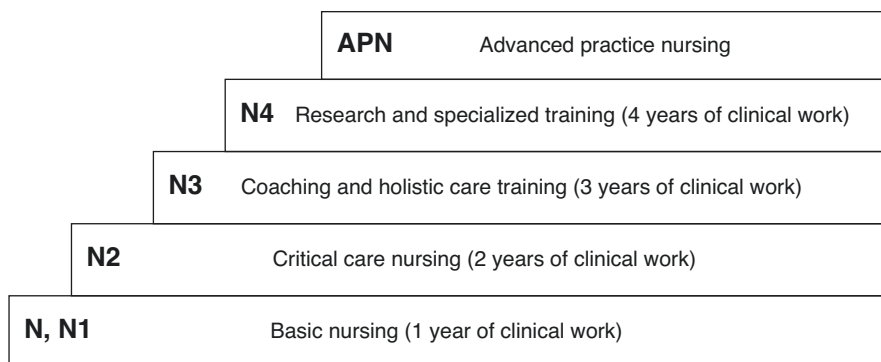 APN Advanced practice nursing
N4 Research and specialized training (4 years of clinical work)
N3 Coaching and holistic care training (3 years of clinical work)
N2 Critical care nursing (2 years of clinical work)
N, N1 Basic nursing (1 year of clinical work)